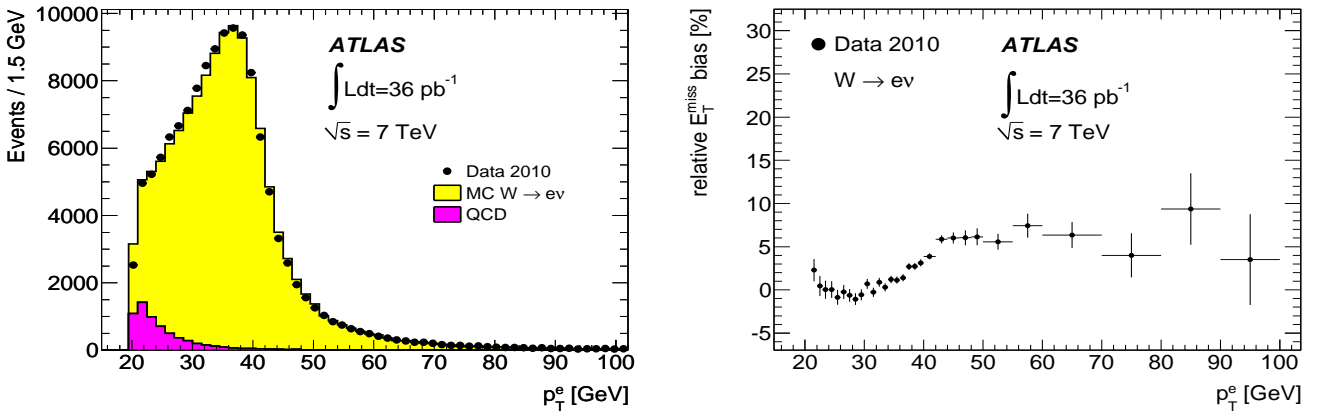 Events / 1.5 GeV
10000
8000
6000
4000
2000
0
ATLAS
∫Ldt=36 pb⁻¹
√s = 7 TeV
Data 2010
MC W → eν
QCD
20 30 40 50 60 70 80 90 100
p_T^e [GeV]
relative E_T^miss bias [%]
30
25
20
15
10
5
0
-5
Data 2010
W → eν
ATLAS
∫Ldt=36 pb⁻¹
√s = 7 TeV
20 30 40 50 60 70 80 90 100
p_T^e [GeV]